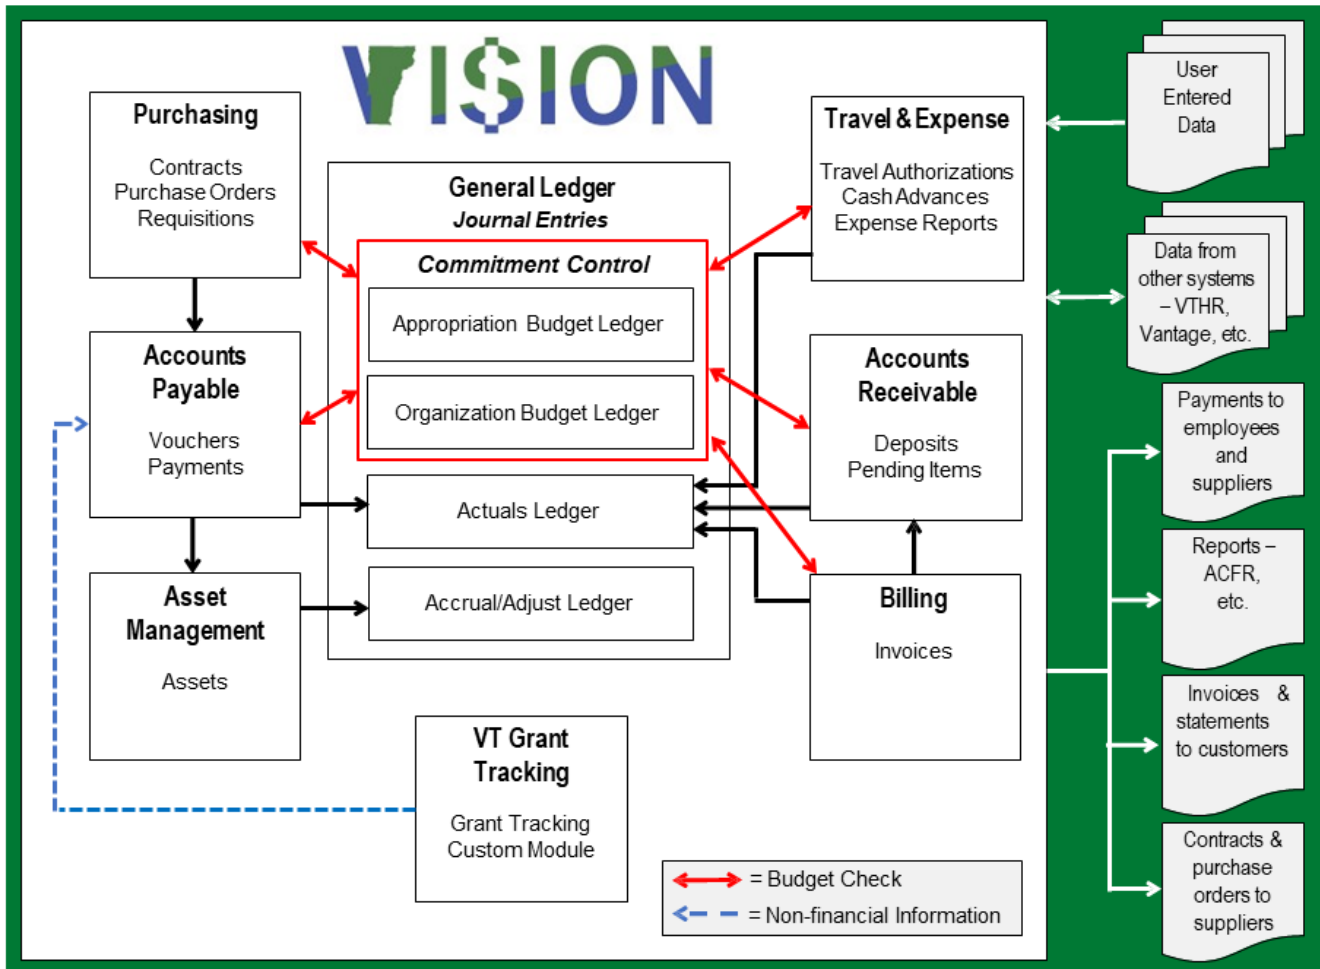 VI$ION
Purchasing
Contracts
Purchase Orders
Requisitions
General Ledger
Journal Entries
Commitment Control
Appropriation Budget Ledger
Organization Budget Ledger
Actuals Ledger
Accrual/Adjust Ledger
Travel & Expense
Travel Authorizations
Cash Advances
Expense Reports
Accounts
Payable
Vouchers
Payments
Accounts
Receivable
Deposits
Pending Items
Asset
Management
Assets
Billing
Invoices
VT Grant
Tracking
Grant Tracking
Custom Module
= Budget Check
= Non-financial Information
User
Entered
Data
Data from
other systems
– VTHR,
Vantage, etc.
Payments to
employees
and
suppliers
Reports –
ACFR,
etc.
Invoices &
statements
to customers
Contracts &
purchase
orders to
suppliers